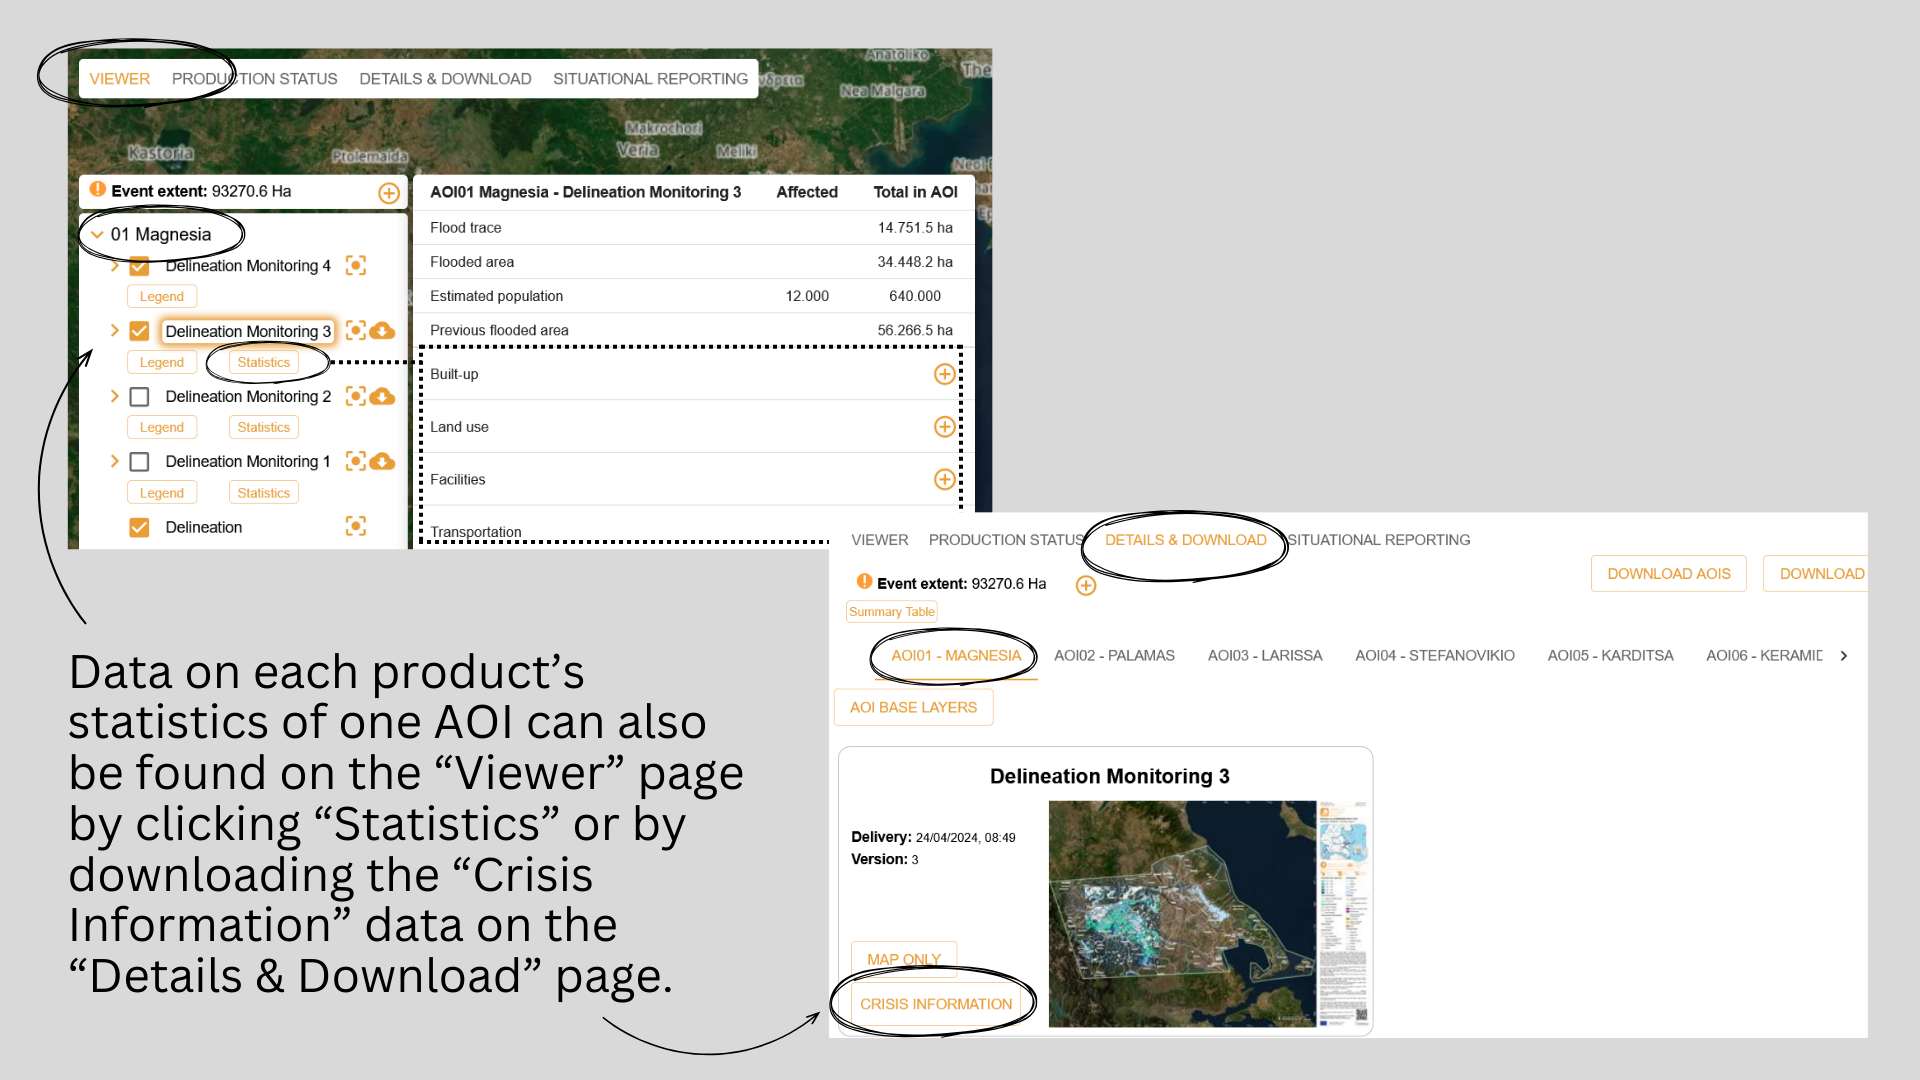 VIEWER PRODUCTION STATUS DETAILS & DOWNLOAD SITUATIONAL REPORTING
Anatoliko
Nea Malgara
Makrochori
Veria
Meliki
Kastoria
Ptolemaida
Event extent: 93270.6 Ha
01 Magnesia
Delineation Monitoring 4
Legend
Delineation Monitoring 3
Legend Statistics
Delineation Monitoring 2
Legend Statistics
Delineation Monitoring 1
Legend Statistics
Delineation
AOI01 Magnesia - Delineation Monitoring 3 Affected Total in AOI
Flood trace 14.751.5 ha
Flooded area 34.448.2 ha
Estimated population 12.000 640.000
Previous flooded area 56.266.5 ha
Built-up
Land use
Facilities
Transportation
Data on each product’s
statistics of one AOI can also
be found on the “Viewer” page
by clicking “Statistics” or by
downloading the “Crisis
Information” data on the
“Details & Download” page.
VIEWER PRODUCTION STATUS DETAILS & DOWNLOAD SITUATIONAL REPORTING
Event extent: 93270.6 Ha
DOWNLOAD AOIS DOWNLOAD
Summary Table
AOI01 - MAGNESIA AOI02 - PALAMAS AOI03 - LARISSA AOI04 - STEFANOVIKIO AOI05 - KARDITSA AOI06 - KERAMID
AOI BASE LAYERS
Delineation Monitoring 3
Delivery: 24/04/2024, 08:49
Version: 3
MAP ONLY
CRISIS INFORMATION